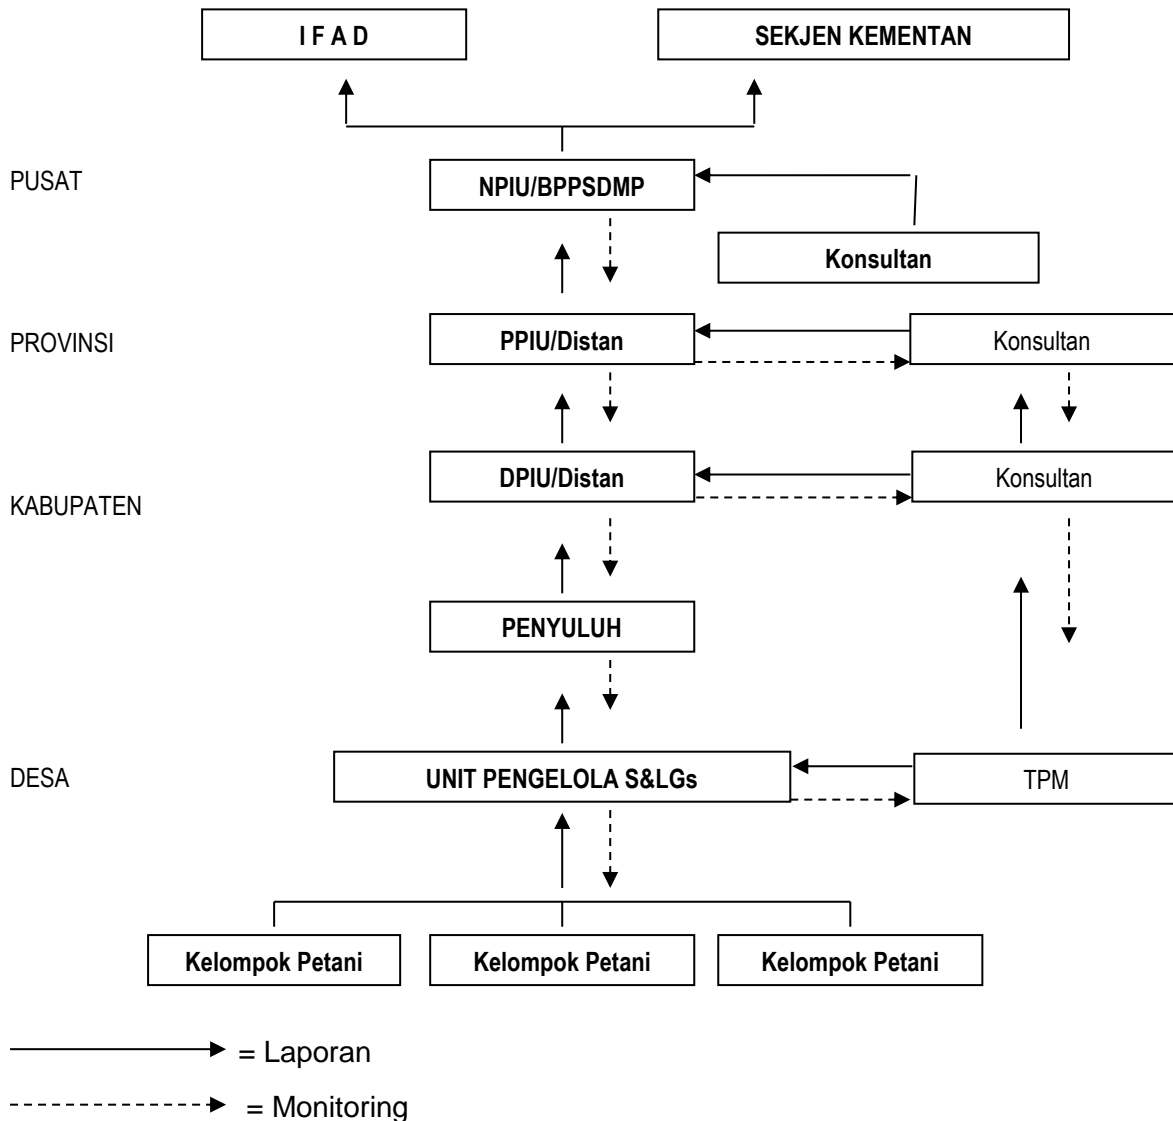 I F A D
SEKJEN KEMENTAN
PUSAT
NPIU/BPPSDMP
Konsultan
PROVINSI
PPIU/Distan
Konsultan
KABUPATEN
DPIU/Distan
Konsultan
PENYULUH
DESA
UNIT PENGELOLA S&LGs
TPM
Kelompok Petani
Kelompok Petani
Kelompok Petani
= Laporan
= Monitoring